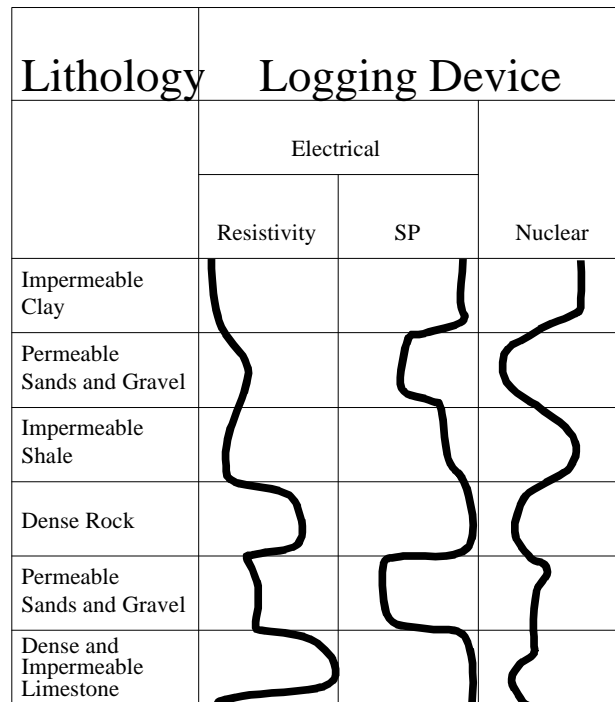 Lithology
Logging Device
Electrical
Resistivity
SP
Nuclear
Impermeable
Clay
Permeable
Sands and Gravel
Impermeable
Shale
Dense Rock
Permeable
Sands and Gravel
Dense and
Impermeable
Limestone